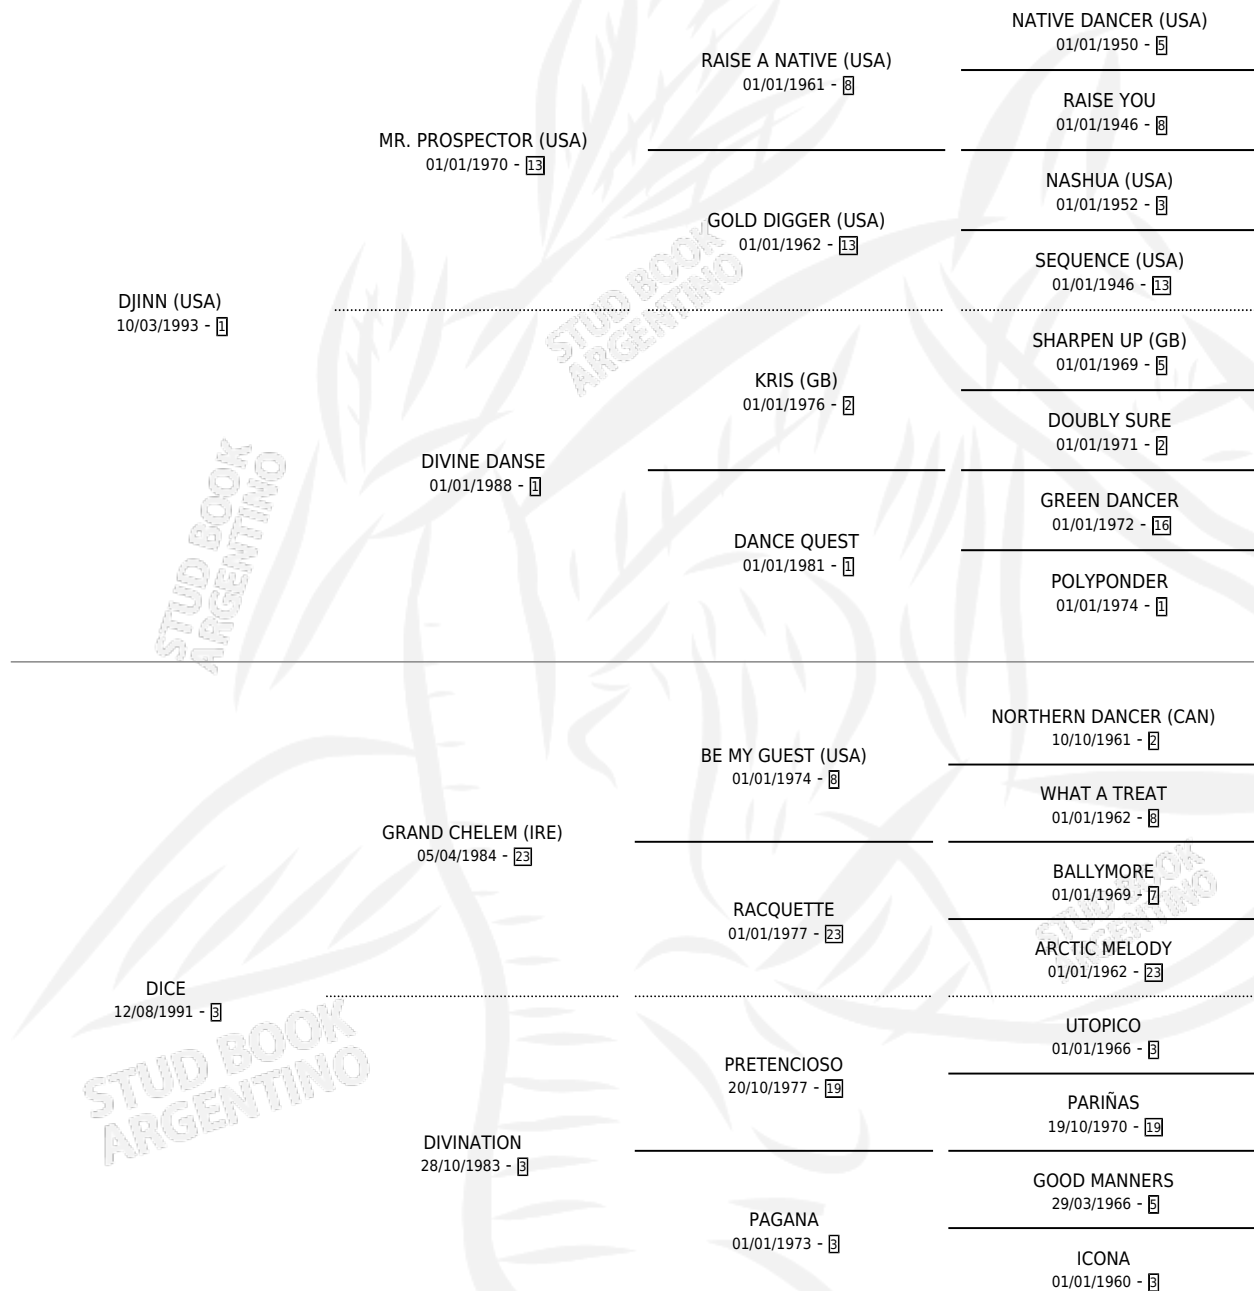 NATIVE DANCER (USA)
01/01/1950 - 5
RAISE A NATIVE (USA)
01/01/1961 - 8
RAISE YOU
01/01/1946 - 8
MR. PROSPECTOR (USA)
01/01/1970 - 13
NASHUA (USA)
01/01/1952 - 3
GOLD DIGGER (USA)
01/01/1962 - 13
SEQUENCE (USA)
01/01/1946 - 13
DJINN (USA)
10/03/1993 - 1
STUD BOOK
ARGENTINO
SHARPEN UP (GB)
01/01/1969 - 5
KRIS (GB)
01/01/1976 - 2
DOUBLY SURE
01/01/1971 - 2
DIVINE DANSE
01/01/1988 - 1
GREEN DANCER
01/01/1972 - 16
DANCE QUEST
01/01/1981 - 1
POLYPONDER
01/01/1974 - 1
STUD BOOK
ARGENTINO
NORTHERN DANCER (CAN)
10/10/1961 - 2
BE MY GUEST (USA)
01/01/1974 - 8
WHAT A TREAT
01/01/1962 - 8
GRAND CHELEM (IRE)
05/04/1984 - 23
BALLYMORE
01/01/1969 - 7
RACQUETTE
01/01/1977 - 23
ARCTIC MELODY
01/01/1962 - 23
STUD BOOK
ARGENTINO
DICE
12/08/1991 - 3
STUD BOOK
ARGENTINO
UTOPICO
01/01/1966 - 3
PRETENCIOSO
20/10/1977 - 19
PARIÑAS
19/10/1970 - 19
DIVINATION
28/10/1983 - 3
GOOD MANNERS
29/03/1966 - 5
PAGANA
01/01/1973 - 3
ICONA
01/01/1960 - 3